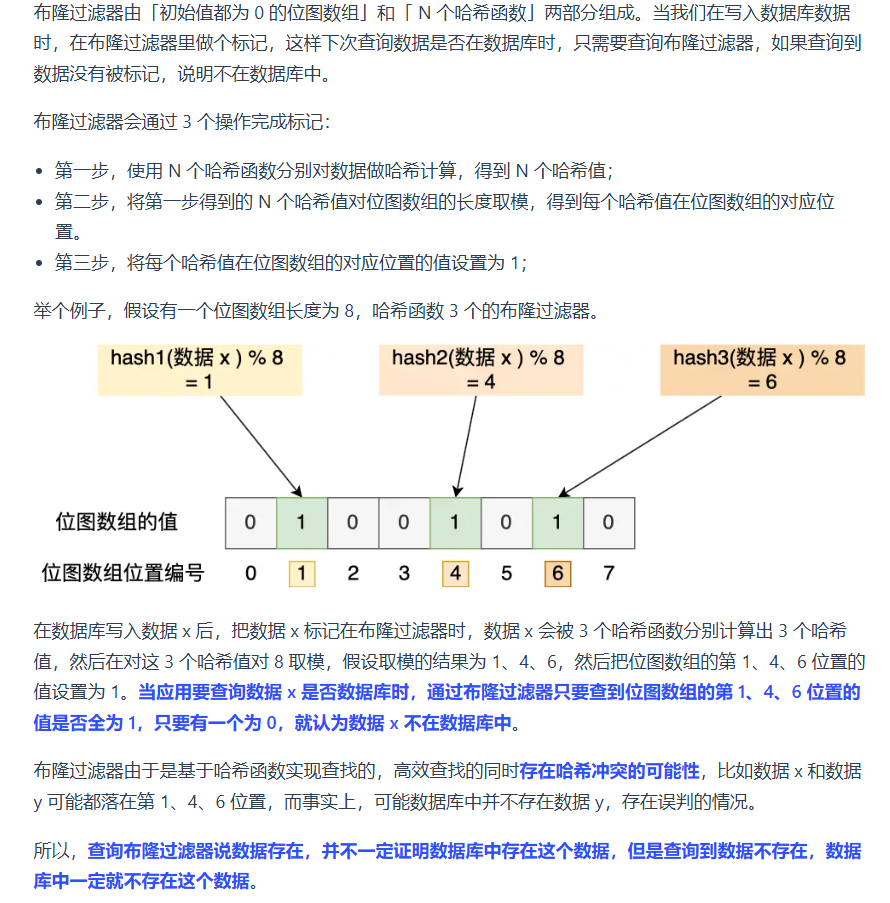 布隆过滤器由「初始值都为 0 的位图数组」和「 N 个哈希函数」两部分组成。当我们在写入数据库数据
时，在布隆过滤器里做个标记，这样下次查询数据是否在数据库时，只需要查询布隆过滤器，如果查询到
数据没有被标记，说明不在数据库中。
布隆过滤器会通过 3 个操作完成标记：
• 第一步，使用 N 个哈希函数分别对数据做哈希计算，得到 N 个哈希值；
• 第二步，将第一步得到的 N 个哈希值对位图数组的长度取模，得到每个哈希值在位图数组的对应位
置。
• 第三步，将每个哈希值在位图数组的对应位置的值设置为 1；
举个例子，假设有一个位图数组长度为 8，哈希函数 3 个的布隆过滤器。
hash1(数据 x ) % 8
= 1
hash2(数据 x ) % 8
= 4
hash3(数据 x ) % 8
= 6
位图数组的值 0 1 0 0 1 0 1 0
位图数组位置编号 0 1 2 3 4 5 6 7
在数据库写入数据 x 后，把数据 x 标记在布隆过滤器时，数据 x 会被 3 个哈希函数分别计算出 3 个哈希
值，然后在对这 3 个哈希值对 8 取模，假设取模的结果为 1、4、6，然后把位图数组的第 1、4、6 位置的
值设置为 1。当应用要查询数据 x 是否数据库时，通过布隆过滤器只要查到位图数组的第 1、4、6 位置的
值是否全为 1，只要有一个为 0，就认为数据 x 不在数据库中。
布隆过滤器由于是基于哈希函数实现查找的，高效查找的同时存在哈希冲突的可能性，比如数据 x 和数据
y 可能都落在第 1、4、6 位置，而事实上，可能数据库中并不存在数据 y，存在误判的情况。
所以，查询布隆过滤器说数据存在，并不一定证明数据库中存在这个数据，但是查询到数据不存在，数据
库中一定就不存在这个数据。